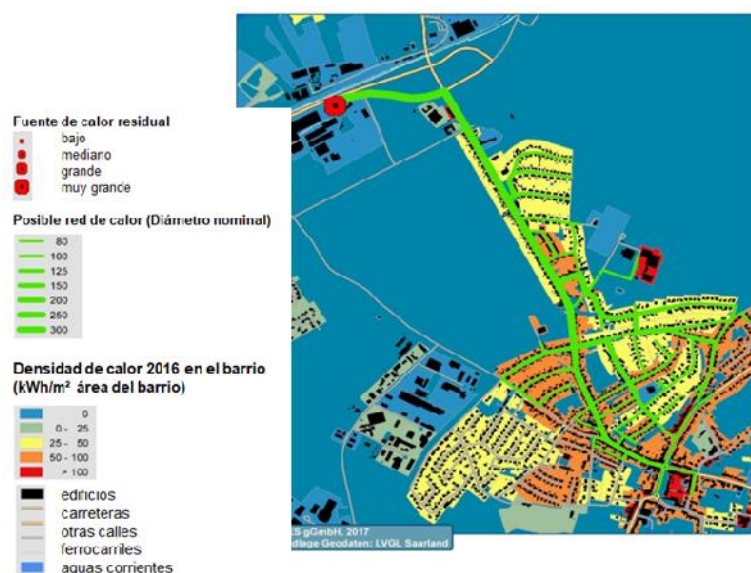 Fuente de calor residual
bajo
mediano
grande
muy grande
Posible red de calor (Diámetro nominal)
80
100
125
150
200
250
300
Densidad de calor 2016 en el barrio
(kWh/m² área del barrio)
0
0 - 25
25 - 50
50 - 100
> 100
edificios
carreteras
otras calles
ferrocarriles
aguas corrientes
gGmbH, 2017
Geodaten: LVGL Saarland